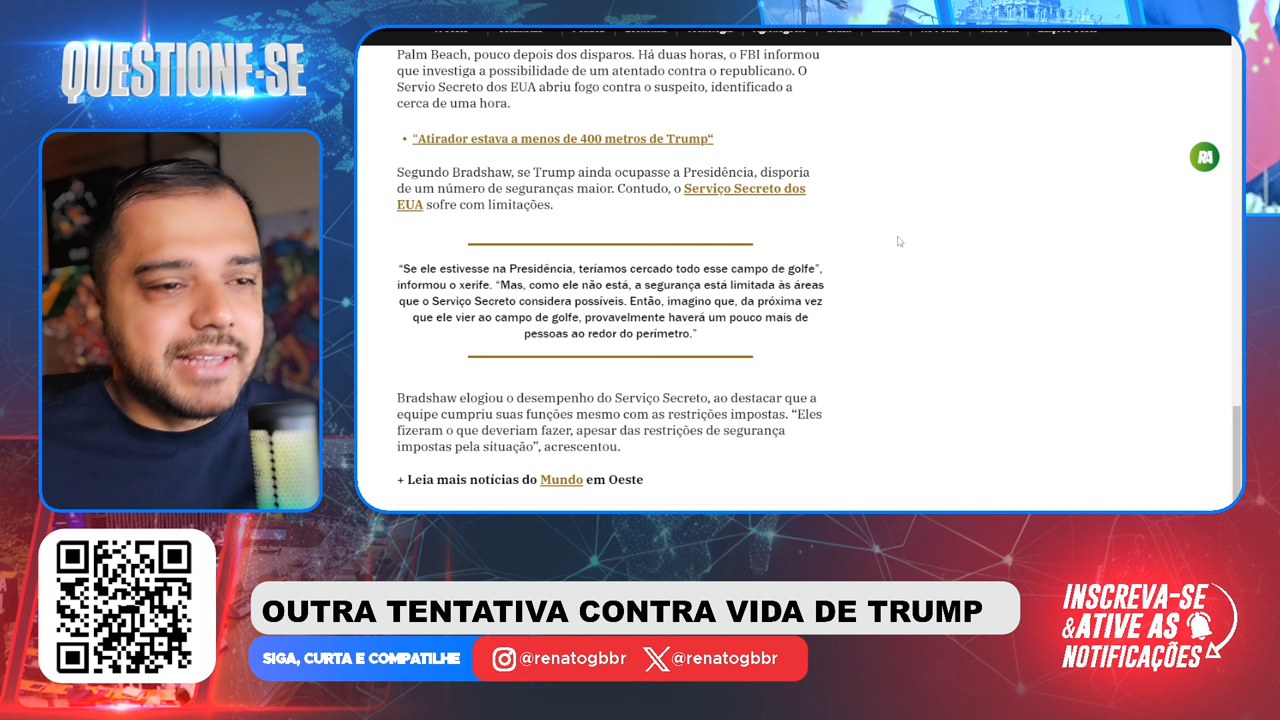 QUESTIONE-SE
Palm Beach, pouco depois dos disparos. Há duas horas, o FBI informou
que investiga a possibilidade de um atentado contra o republicano. O
Servio Secreto dos EUA abriu fogo contra o suspeito, identificado a
cerca de uma hora.
• “Atirador estava a menos de 400 metros de Trump“
Segundo Bradshaw, se Trump ainda ocupasse a Presidência, disporia
de um número de seguranças maior. Contudo, o Serviço Secreto dos
EUA sofre com limitações.
“Se ele estivesse na Presidência, teríamos cercado todo esse campo de golfe”,
informou o xerife. “Mas, como ele não está, a segurança está limitada às áreas
que o Serviço Secreto considera possíveis. Então, imagino que, da próxima vez
que ele vier ao campo de golfe, provavelmente haverá um pouco mais de
pessoas ao redor do perímetro.”
Bradshaw elogiou o desempenho do Serviço Secreto, ao destacar que a
equipe cumpriu suas funções mesmo com as restrições impostas. “Eles
fizeram o que deveriam fazer, apesar das restrições de segurança
impostas pela situação”, acrescentou.
+ Leia mais notícias do Mundo em Oeste
RA
OUTRA TENTATIVA CONTRA VIDA DE TRUMP
SIGA, CURTA E COMPATILHE
@renatogbbr
@renatogbbr
INSCREVA-SE
&ATIVE AS
NOTIFICAÇÕES